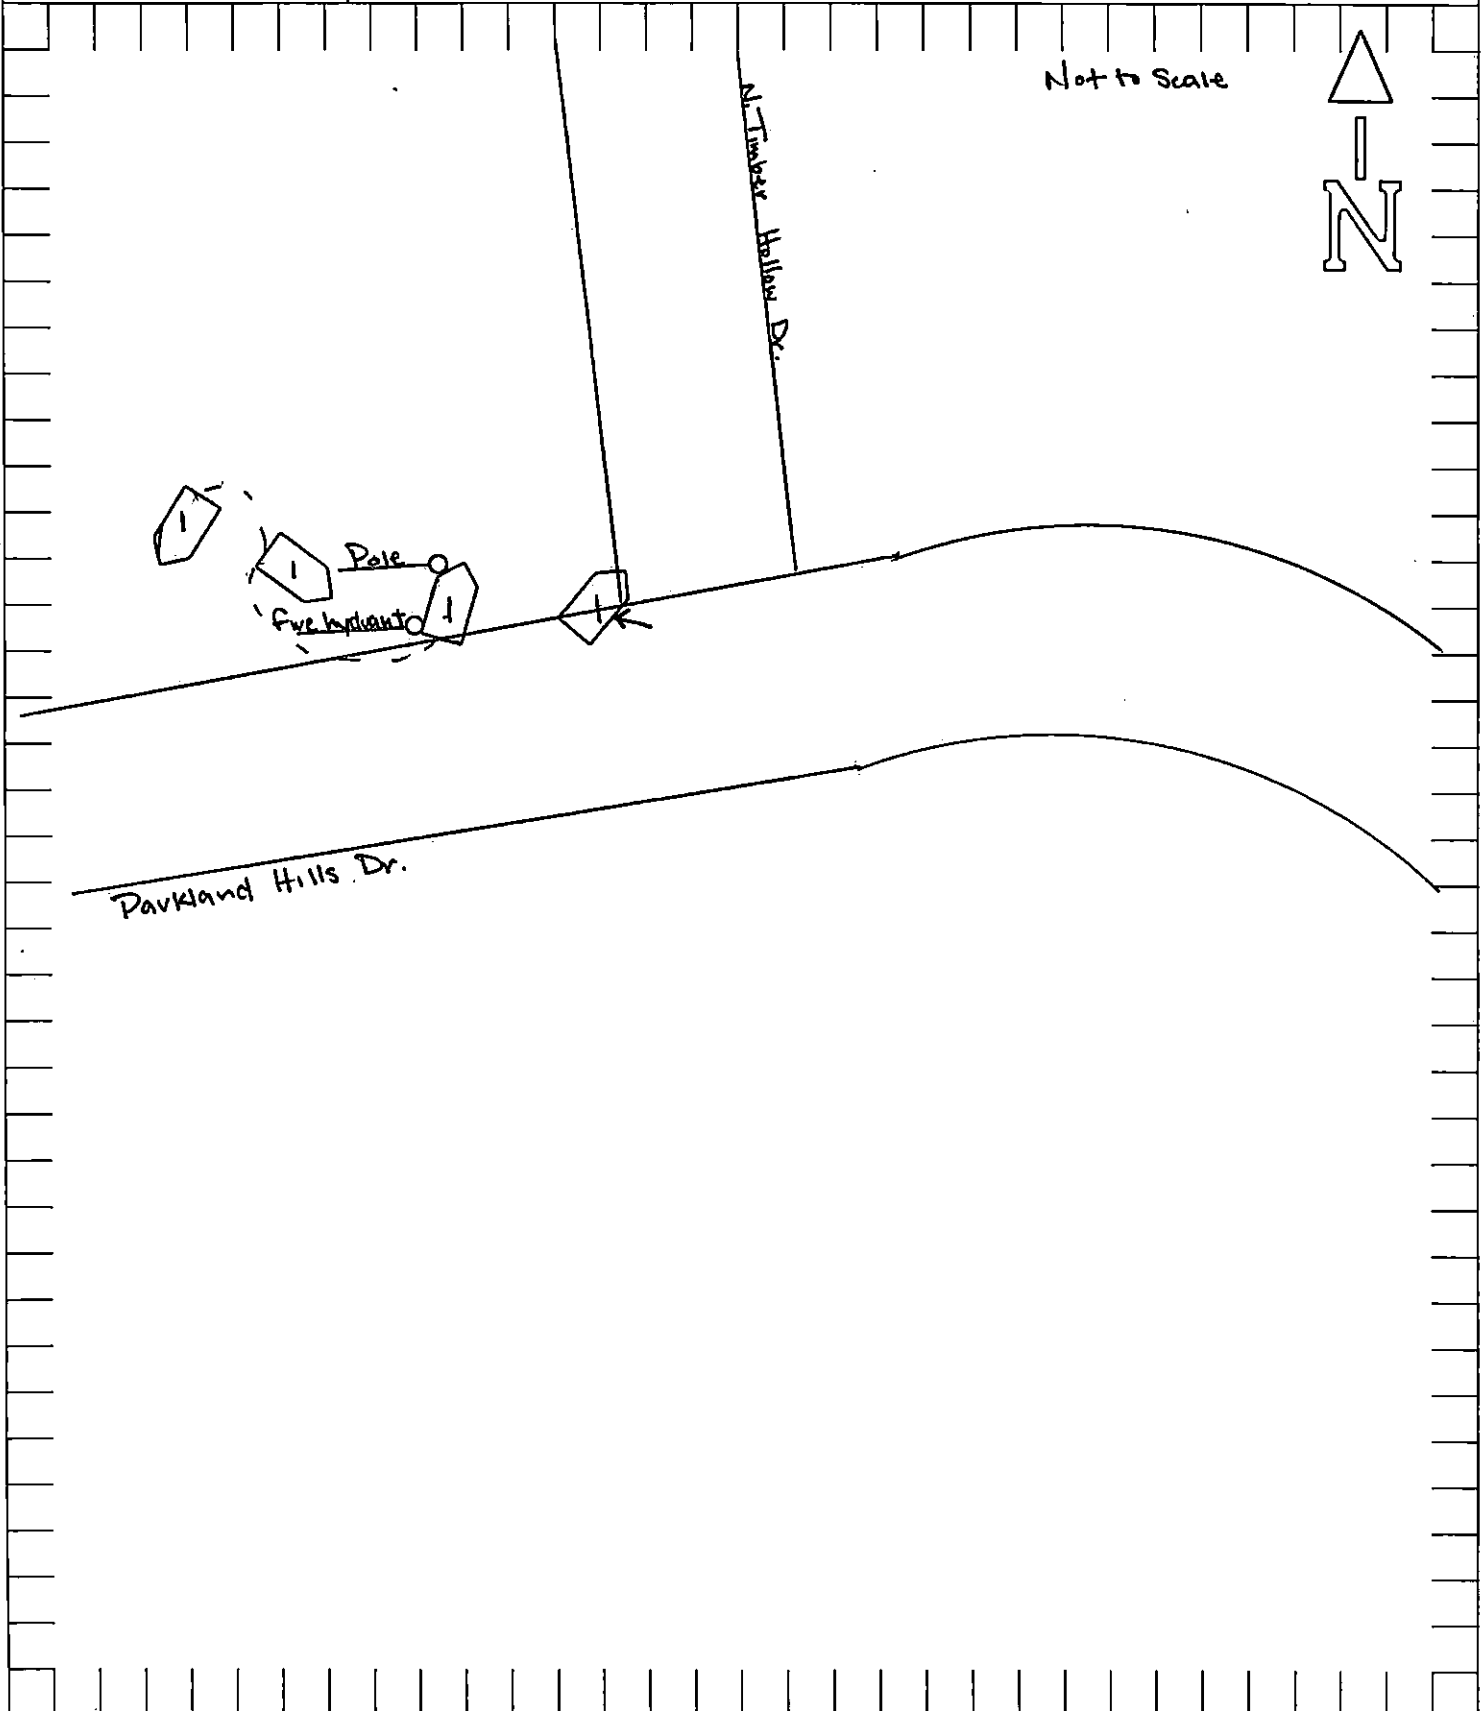 Not to Scale
N
N. Timber Hollow Dr.
1
1
Pole
1
1
fire hydrant
Parkland Hills Dr.